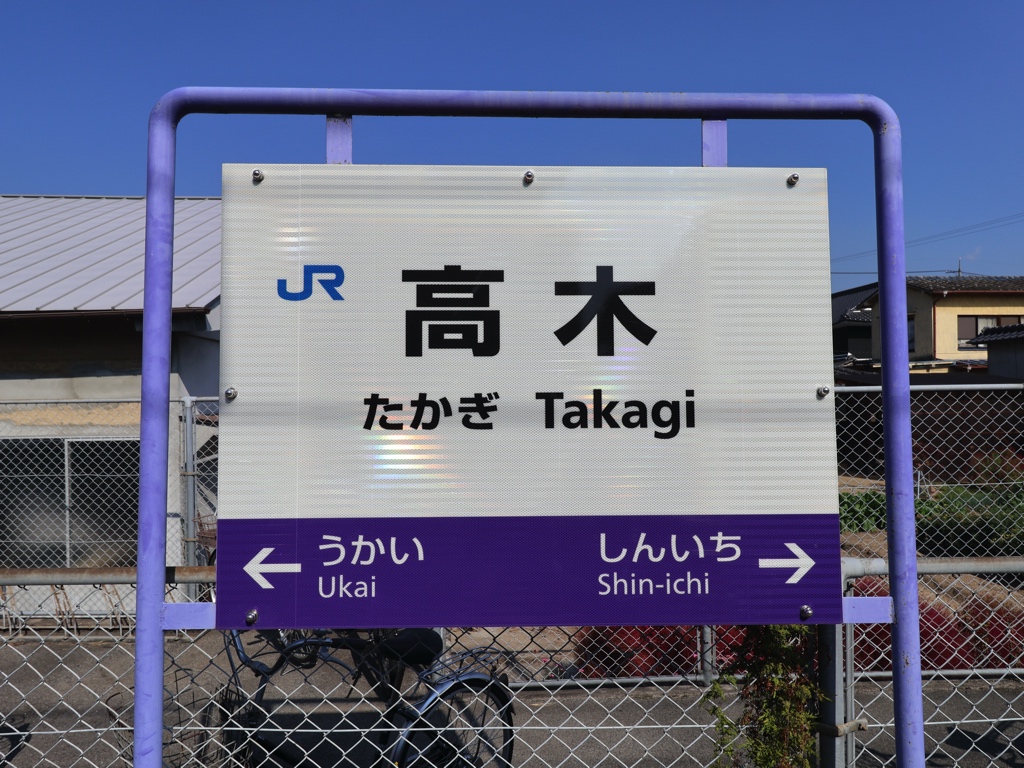 JR 高木
たかぎ Takagi
← うかい しんいち →
Ukai Shin-ichi